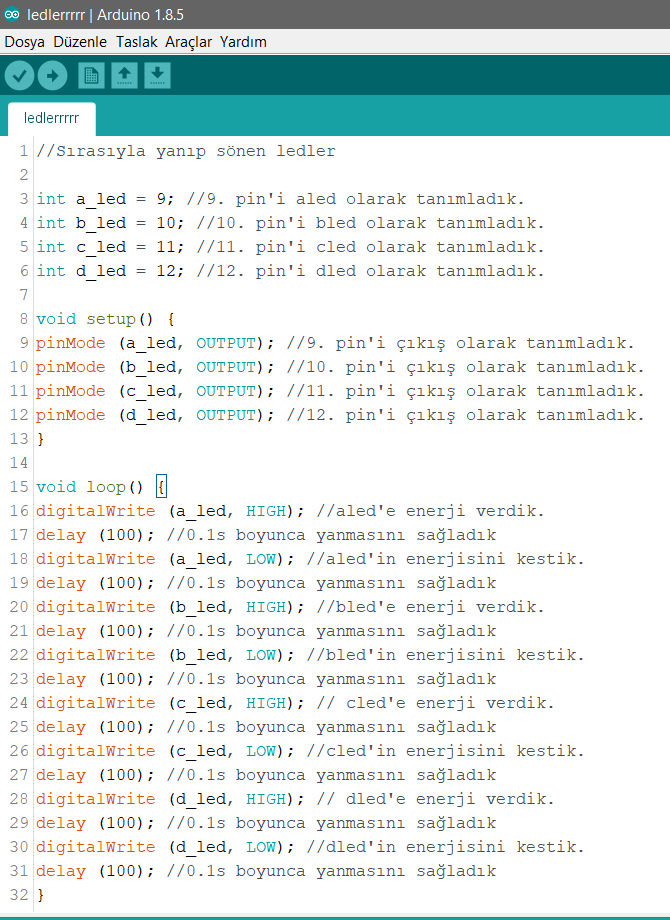 ledlerrrrr | Arduino 1.8.5
Dosya Düzenle Taslak Araçlar Yardım
ledlerrrrr
1 //Sırasıyla yanıp sönen ledler
2
3 int a_led = 9; //9. pin'i aled olarak tanımladık.
4 int b_led = 10; //10. pin'i bled olarak tanımladık.
5 int c_led = 11; //11. pin'i cled olarak tanımladık.
6 int d_led = 12; //12. pin'i dled olarak tanımladık.
7
8 void setup() {
9 pinMode (a_led, OUTPUT); //9. pin'i çıkış olarak tanımladık.
10 pinMode (b_led, OUTPUT); //10. pin'i çıkış olarak tanımladık.
11 pinMode (c_led, OUTPUT); //11. pin'i çıkış olarak tanımladık.
12 pinMode (d_led, OUTPUT); //12. pin'i çıkış olarak tanımladık.
13 }
14
15 void loop() {
16 digitalWrite (a_led, HIGH); //aled'e enerji verdik.
17 delay (100); //0.1s boyunca yanmasını sağladık
18 digitalWrite (a_led, LOW); //aled'in enerjisini kestik.
19 delay (100); //0.1s boyunca yanmasını sağladık
20 digitalWrite (b_led, HIGH); //bled'e enerji verdik.
21 delay (100); //0.1s boyunca yanmasını sağladık
22 digitalWrite (b_led, LOW); //bled'in enerjisini kestik.
23 delay (100); //0.1s boyunca yanmasını sağladık
24 digitalWrite (c_led, HIGH); // cled'e enerji verdik.
25 delay (100); //0.1s boyunca yanmasını sağladık
26 digitalWrite (c_led, LOW); //cled'in enerjisini kestik.
27 delay (100); //0.1s boyunca yanmasını sağladık
28 digitalWrite (d_led, HIGH); // dled'e enerji verdik.
29 delay (100); //0.1s boyunca yanmasını sağladık
30 digitalWrite (d_led, LOW); //dled'in enerjisini kestik.
31 delay (100); //0.1s boyunca yanmasını sağladık
32 }